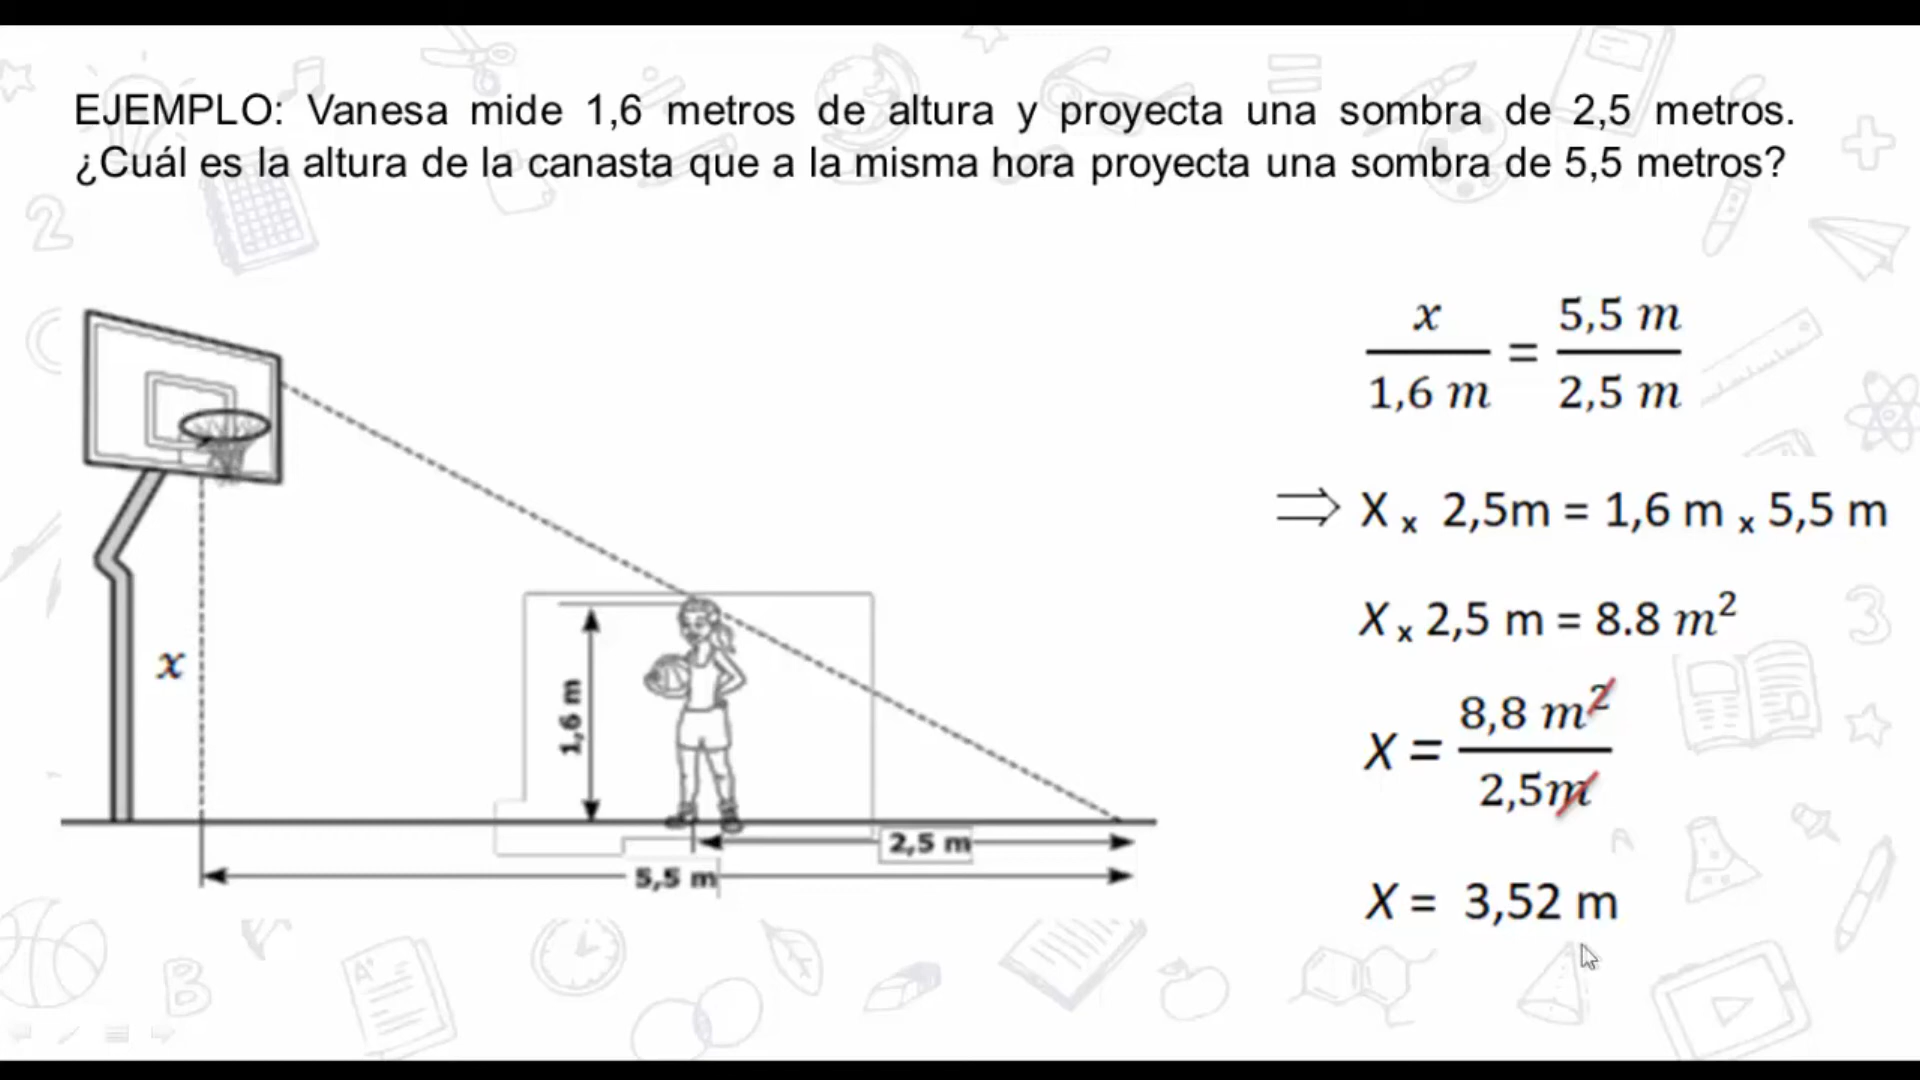 EJEMPLO: Vanesa mide 1,6 metros de altura y proyecta una sombra de 2,5 metros.
¿Cuál es la altura de la canasta que a la misma hora proyecta una sombra de 5,5 metros?
x
1,6 m
2,5 m
5,5 m
x / 1,6 m = 5,5 m / 2,5 m
⇒ X x 2,5m = 1,6 m x 5,5 m
X x 2,5 m = 8.8 m²
X = 8,8 m² / 2,5m
X = 3,52 m
2
3
A
B
A+